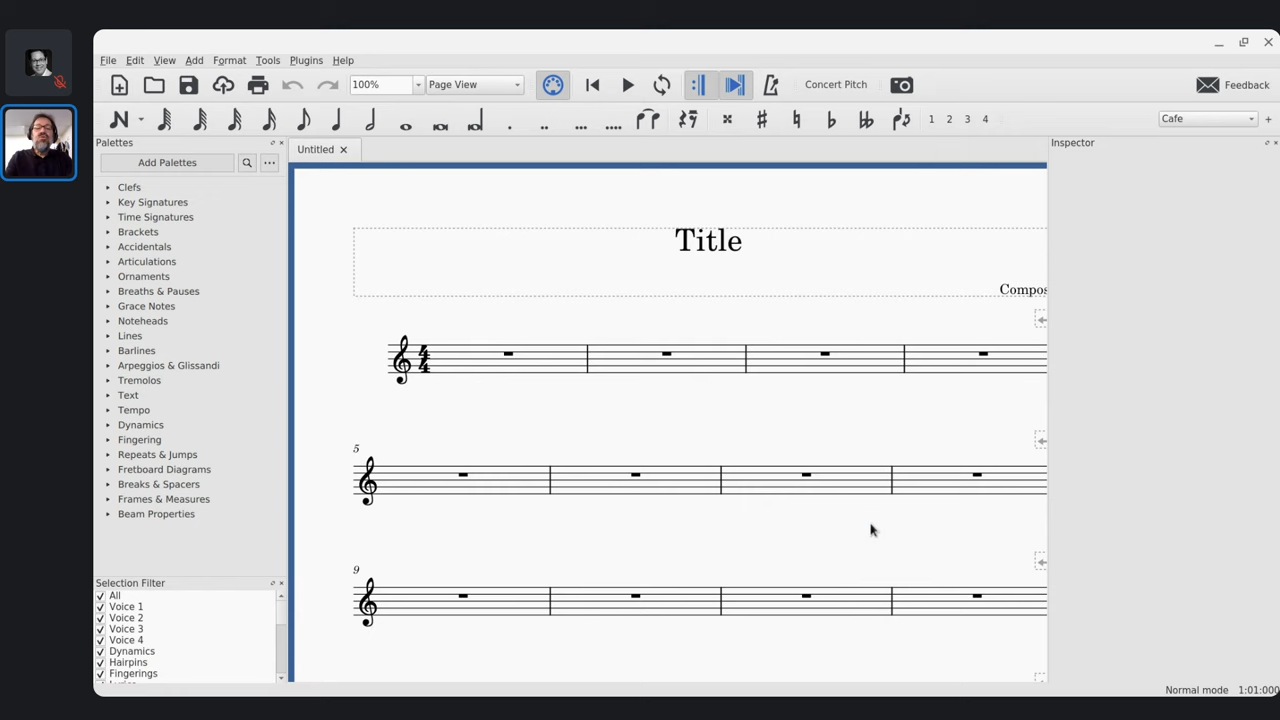 File Edit View Add Format Tools Plugins Help
100% Page View Concert Pitch Feedback
1 2 3 4 Cafe +
Palettes
Untitled
Inspector
Add Palettes ...
Clefs
Key Signatures
Time Signatures
Brackets
Accidentals
Articulations
Ornaments
Breaths & Pauses
Grace Notes
Noteheads
Lines
Barlines
Arpeggios & Glissandi
Tremolos
Text
Tempo
Dynamics
Fingering
Repeats & Jumps
Fretboard Diagrams
Breaks & Spacers
Frames & Measures
Beam Properties
Selection Filter
All
Voice 1
Voice 2
Voice 3
Voice 4
Dynamics
Hairpins
Fingerings
Title
Compos
4
4
5
9
Normal mode 1:01:000